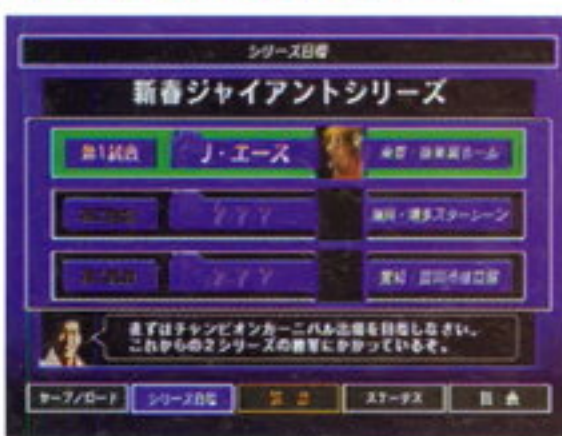 シリーズ日程
新春ジャイアントシリーズ
第1試合 J・エース 東京・後楽園ホール
??? 福岡・博多スターレーン
???
まずはチャンピオンカーニバル出場を目指しなさい。
これからの2シリーズの勝敗にかかっているぞ。
セーブ/ロード シリーズ日程 試合 ステータス